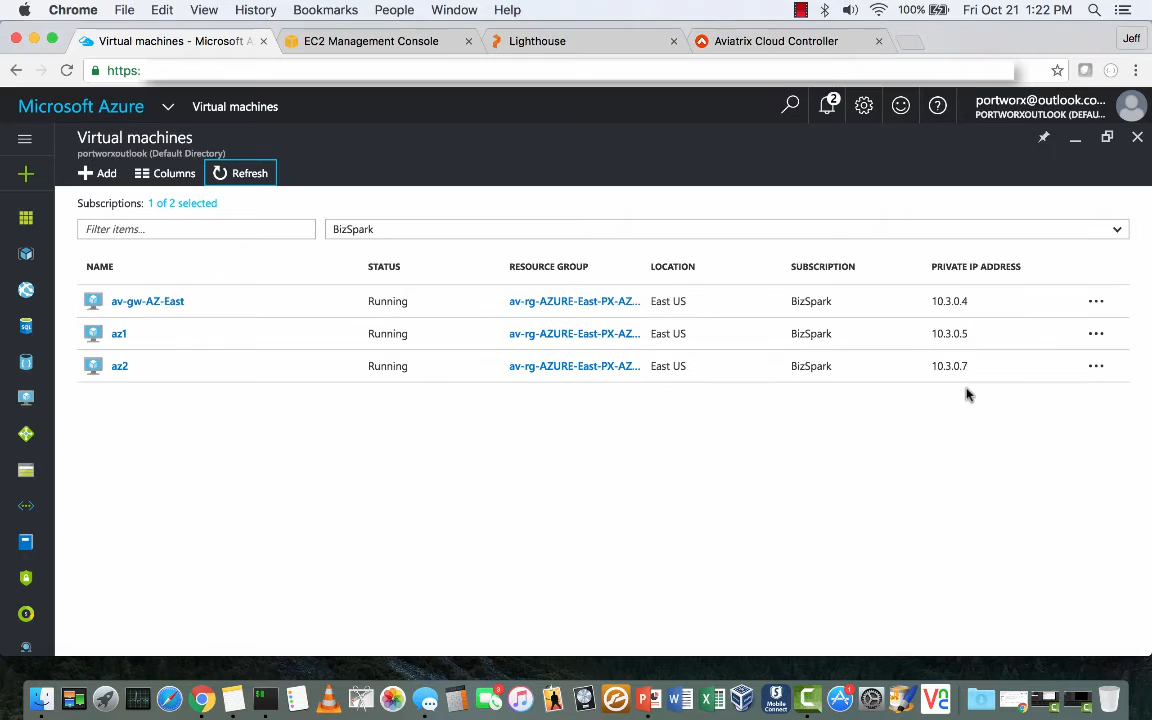 Chrome File Edit View History Bookmarks People Window Help 100% Fri Oct 21 1:22 PM
Virtual machines - Microsoft A EC2 Management Console Lighthouse Aviatrix Cloud Controller Jeff
https:
Microsoft Azure Virtual machines 2 portworx@outlook.co...
PORTWORXOUTLOOK (DEFAU...
Virtual machines
portworxoutlook (Default Directory)
Add Columns Refresh
Subscriptions: 1 of 2 selected
Filter items... BizSpark
NAME STATUS RESOURCE GROUP LOCATION SUBSCRIPTION PRIVATE IP ADDRESS
av-gw-AZ-East Running av-rg-AZURE-East-PX-AZ... East US BizSpark 10.3.0.4 ...
az1 Running av-rg-AZURE-East-PX-AZ... East US BizSpark 10.3.0.5 ...
az2 Running av-rg-AZURE-East-PX-AZ... East US BizSpark 10.3.0.7 ...
SQL